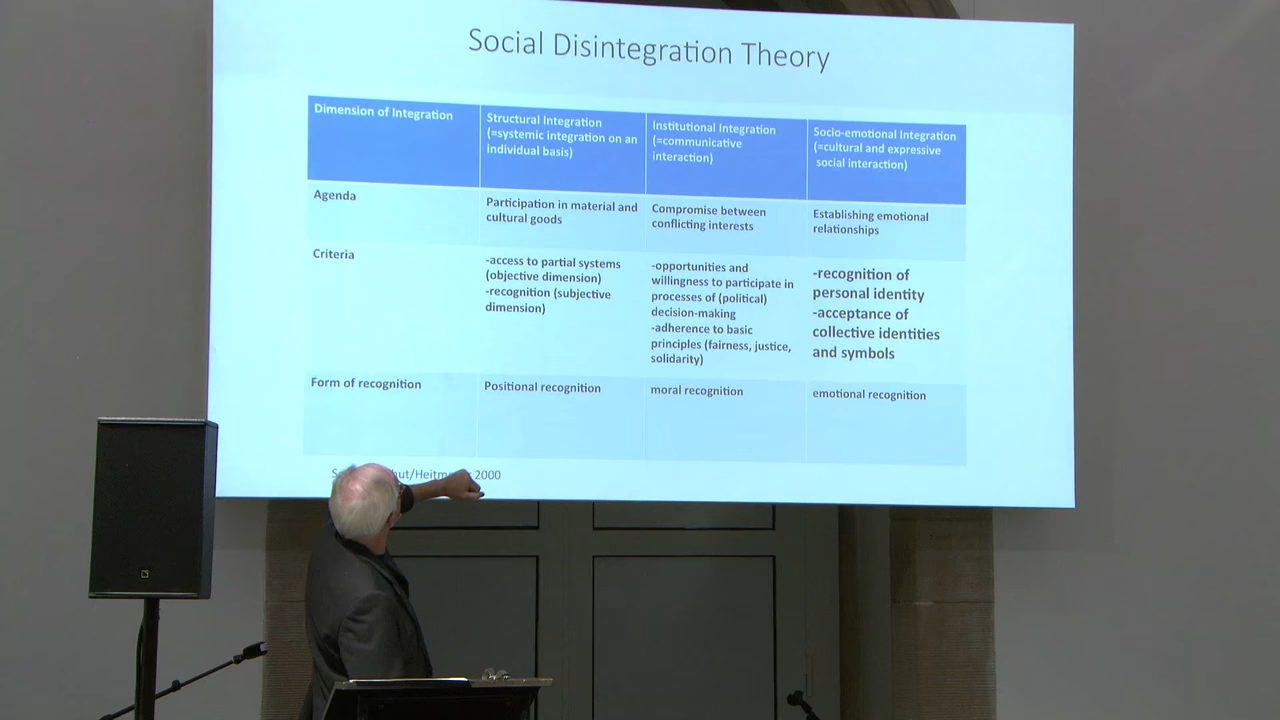 Social Disintegration Theory
Dimension of Integration
Structural Integration
(=systemic integration on an
individual basis)
Institutional Integration
(=communicative
interaction)
Socio-emotional Integration
(=cultural and expressive
social interaction)
Agenda
Participation in material and
cultural goods
Compromise between
conflicting interests
Establishing emotional
relationships
Criteria
-access to partial systems
(objective dimension)
-recognition (subjective
dimension)
-opportunities and
willingness to participate in
processes of (political)
decision-making
-adherence to basic
principles (fairness, justice,
solidarity)
-recognition of
personal identity
-acceptance of
collective identities
and symbols
Form of recognition
Positional recognition
moral recognition
emotional recognition
2000